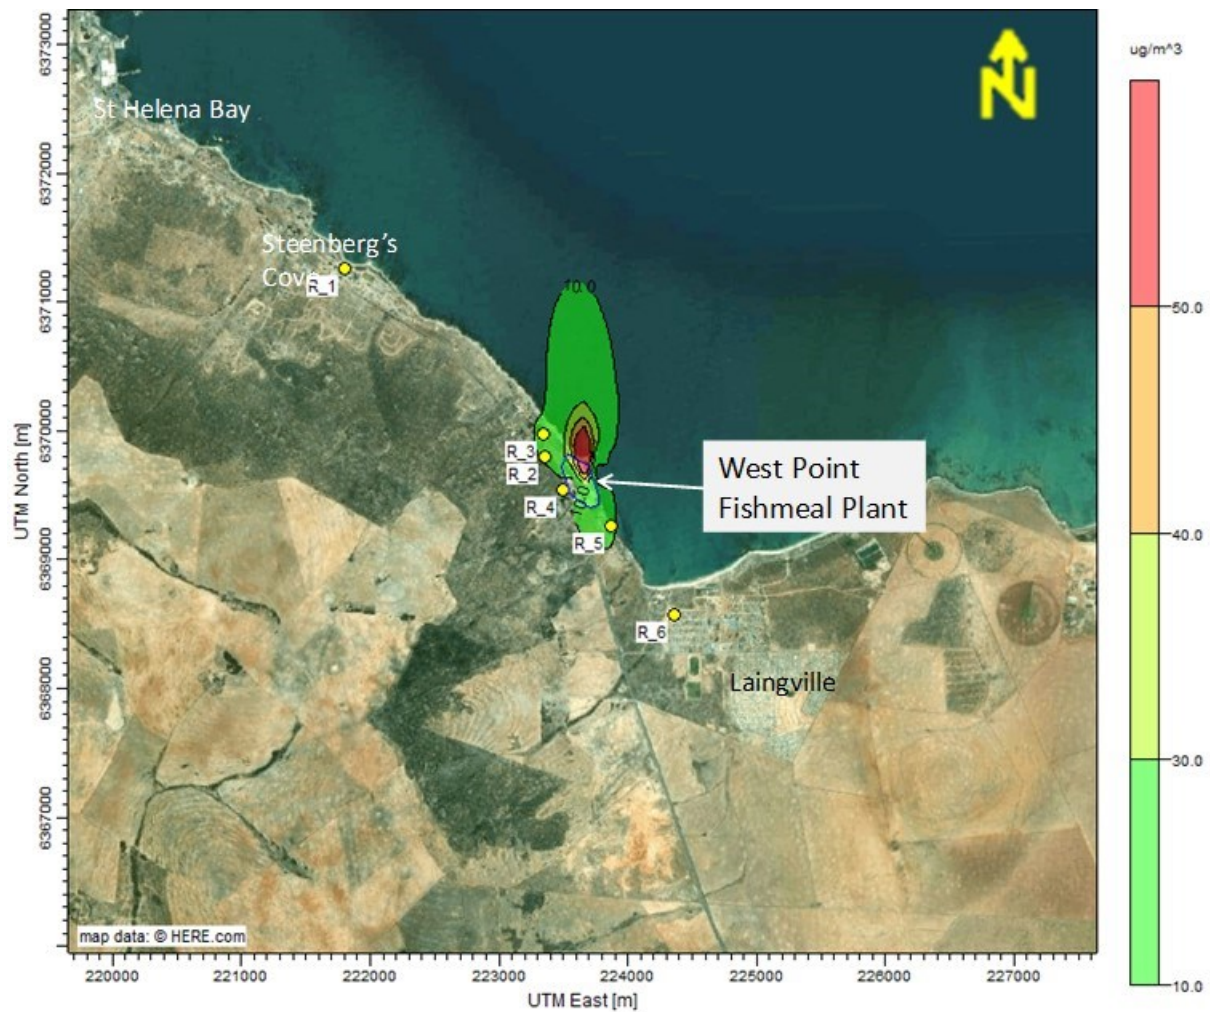 ug/m^3
N
St Helena Bay
Steenberg's
Cove
R_1
10.0
R_3
R_2
R_4
R_5
R_6
West Point
Fishmeal Plant
Laingville
map data: © HERE.com
50.0
40.0
30.0
10.0
UTM North [m]
6373000
6372000
6371000
6370000
6369000
6368000
6367000
220000
221000
222000
223000
224000
225000
226000
227000
UTM East [m]